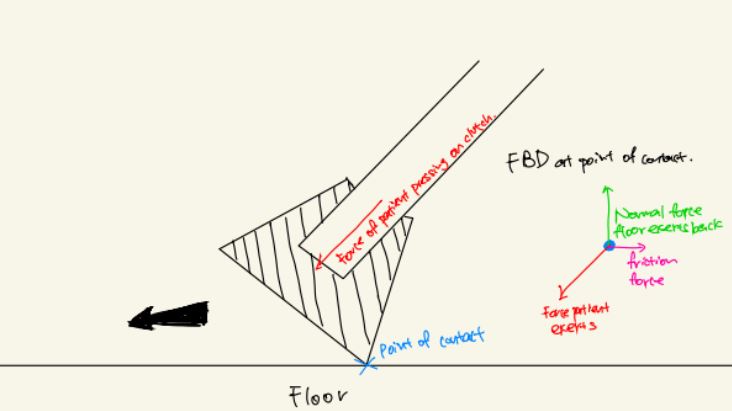 Force of patient pressing on clutch.
FBD at point of contact.
Normal force
floor exerts back
friction
force
Force patient
exerts
Point of contact
Floor